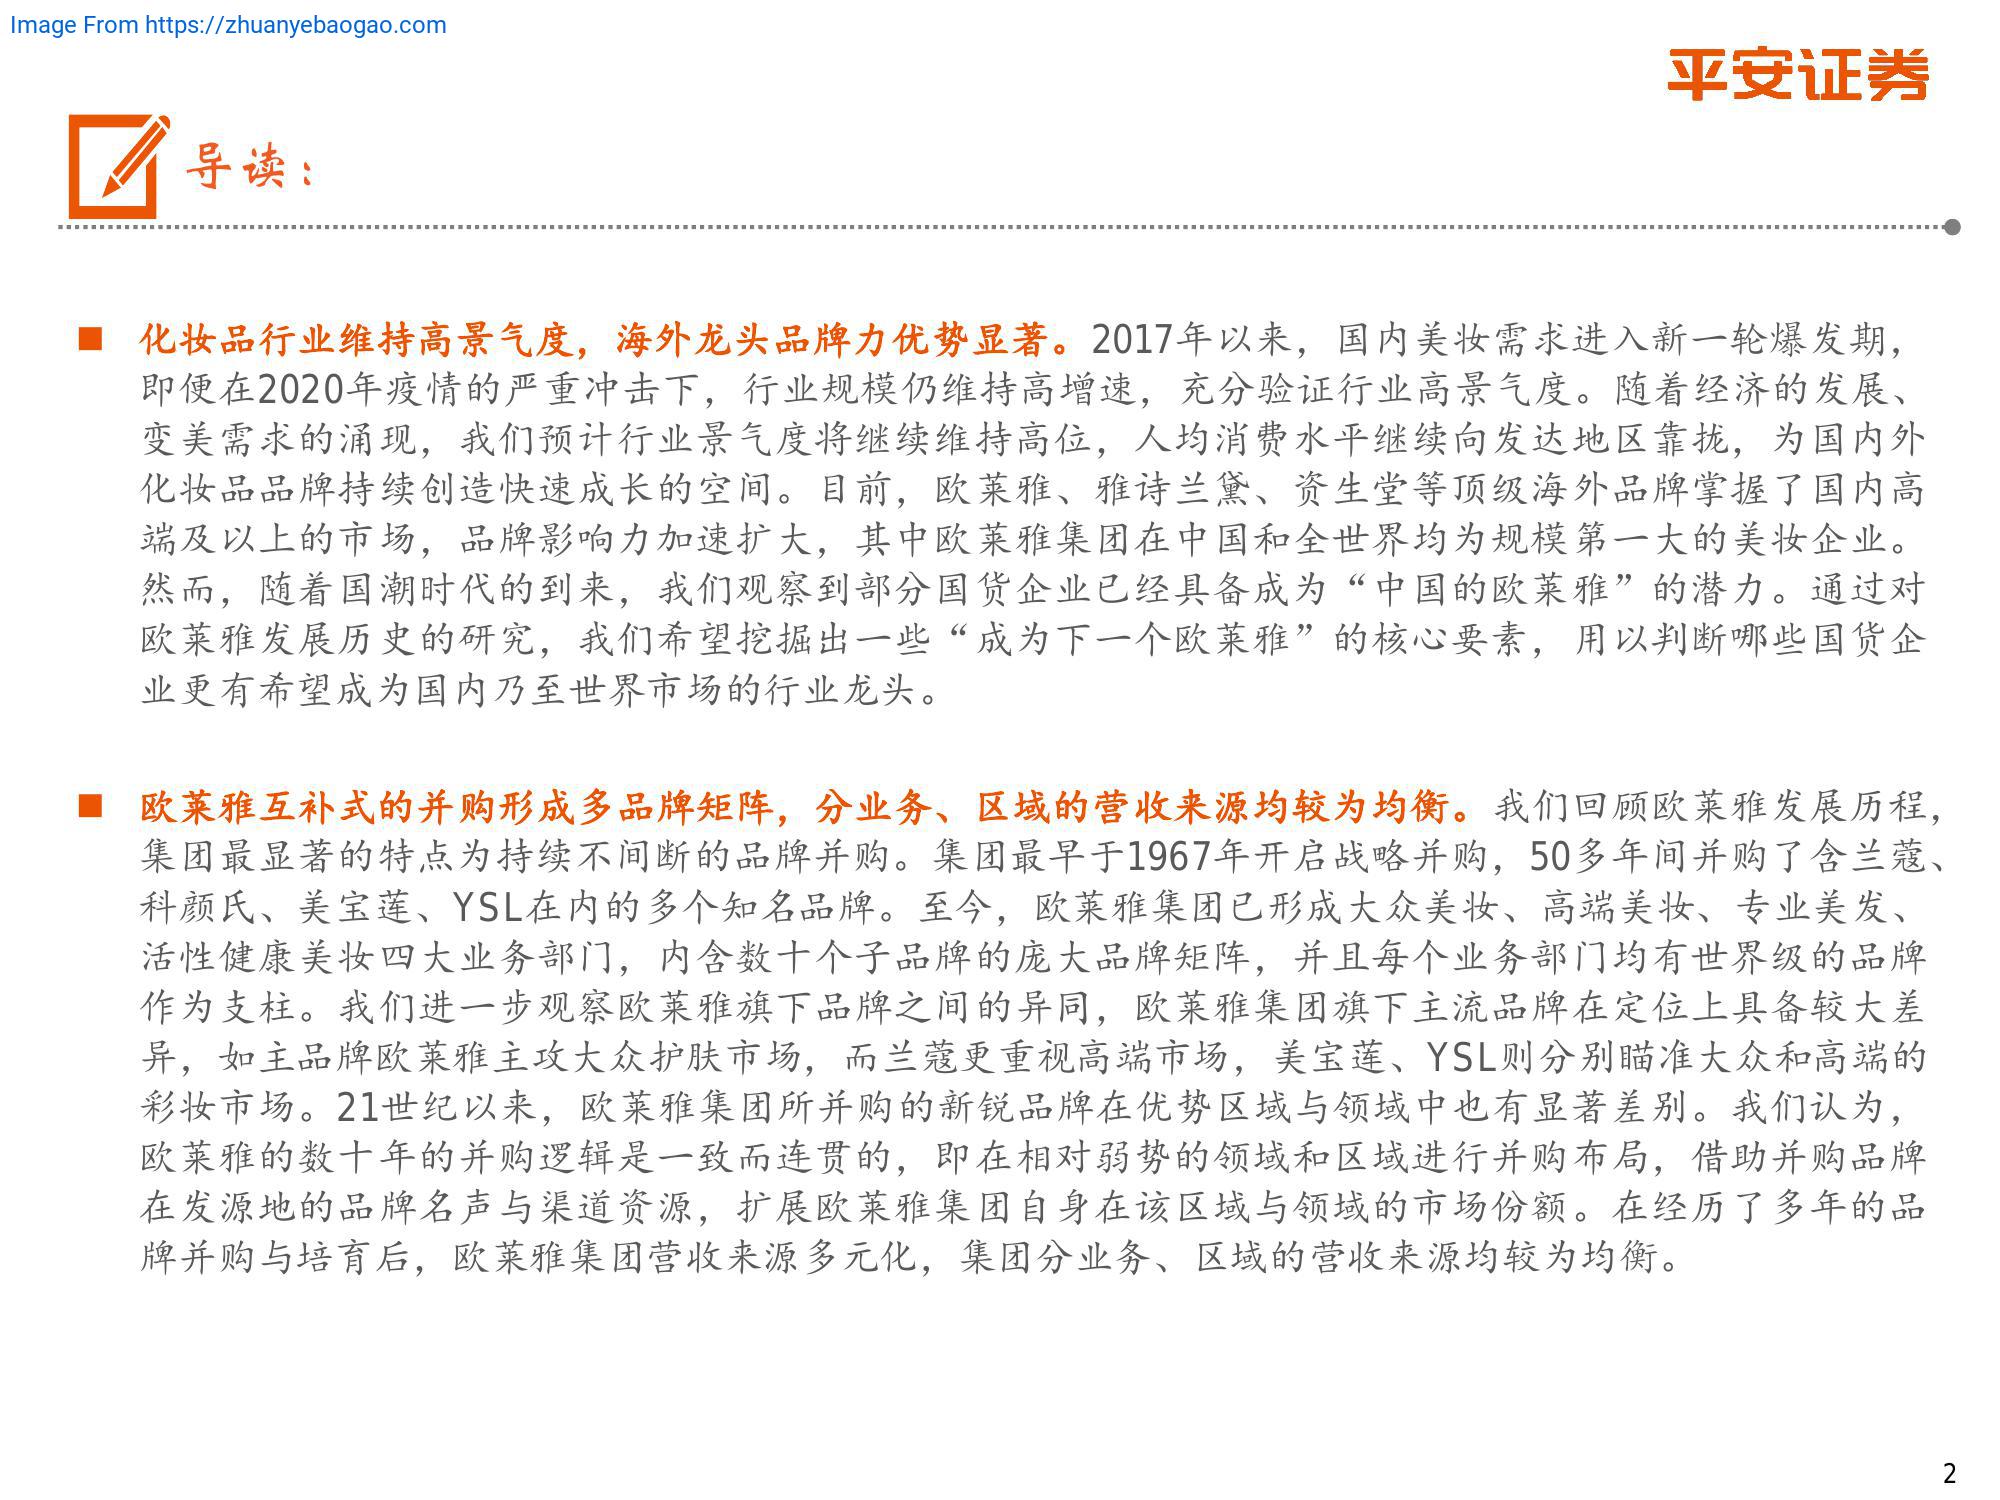 Image From https://zhuanyebaogao.com
平安证券
导读：
■ 化妆品行业维持高景气度，海外龙头品牌力优势显著。2017年以来，国内美妆需求进入新一轮爆发期，
即便在2020年疫情的严重冲击下，行业规模仍维持高增速，充分验证行业高景气度。随着经济的发展、
变美需求的涌现，我们预计行业景气度将继续维持高位，人均消费水平继续向发达地区靠拢，为国内外
化妆品品牌持续创造快速成长的空间。目前，欧莱雅、雅诗兰黛、资生堂等顶级海外品牌掌握了国内高
端及以上的市场，品牌影响力加速扩大，其中欧莱雅集团在中国和全世界均为规模第一大的美妆企业。
然而，随着国潮时代的到来，我们观察到部分国货企业已经具备成为“中国的欧莱雅”的潜力。通过对
欧莱雅发展历史的研究，我们希望挖掘出一些“成为下一个欧莱雅”的核心要素，用以判断哪些国货企
业更有希望成为国内乃至世界市场的行业龙头。
■ 欧莱雅互补式的并购形成多品牌矩阵，分业务、区域的营收来源均较为均衡。我们回顾欧莱雅发展历程，
集团最显著的特点为持续不间断的品牌并购。集团最早于1967年开启战略并购，50多年间并购了含兰蔻、
科颜氏、美宝莲、YSL在内的多个知名品牌。至今，欧莱雅集团已形成大众美妆、高端美妆、专业美发、
活性健康美妆四大业务部门，内含数十个子品牌的庞大品牌矩阵，并且每个业务部门均有世界级的品牌
作为支柱。我们进一步观察欧莱雅旗下品牌之间的异同，欧莱雅集团旗下主流品牌在定位上具备较大差
异，如主品牌欧莱雅主攻大众护肤市场，而兰蔻更重视高端市场，美宝莲、YSL则分别瞄准大众和高端的
彩妆市场。21世纪以来，欧莱雅集团所并购的新锐品牌在优势区域与领域中也有显著差别。我们认为，
欧莱雅的数十年的并购逻辑是一致而连贯的，即在相对弱势的领域和区域进行并购布局，借助并购品牌
在发源地的品牌名声与渠道资源，扩展欧莱雅集团自身在该区域与领域的市场份额。在经历了多年的品
牌并购与培育后，欧莱雅集团营收来源多元化，集团分业务、区域的营收来源均较为均衡。
2